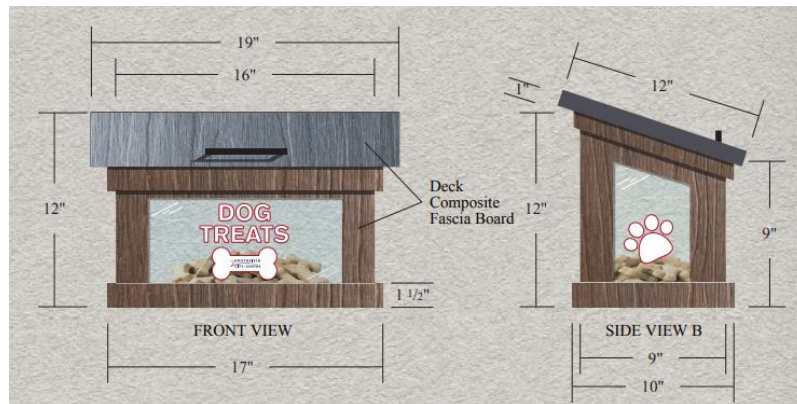 19"
16"
12"
1"
12"
DOG
TREATS
Deck
Composite
Fascia Board
12"
9"
1 1/2"
FRONT VIEW
SIDE VIEW B
17"
9"
10"